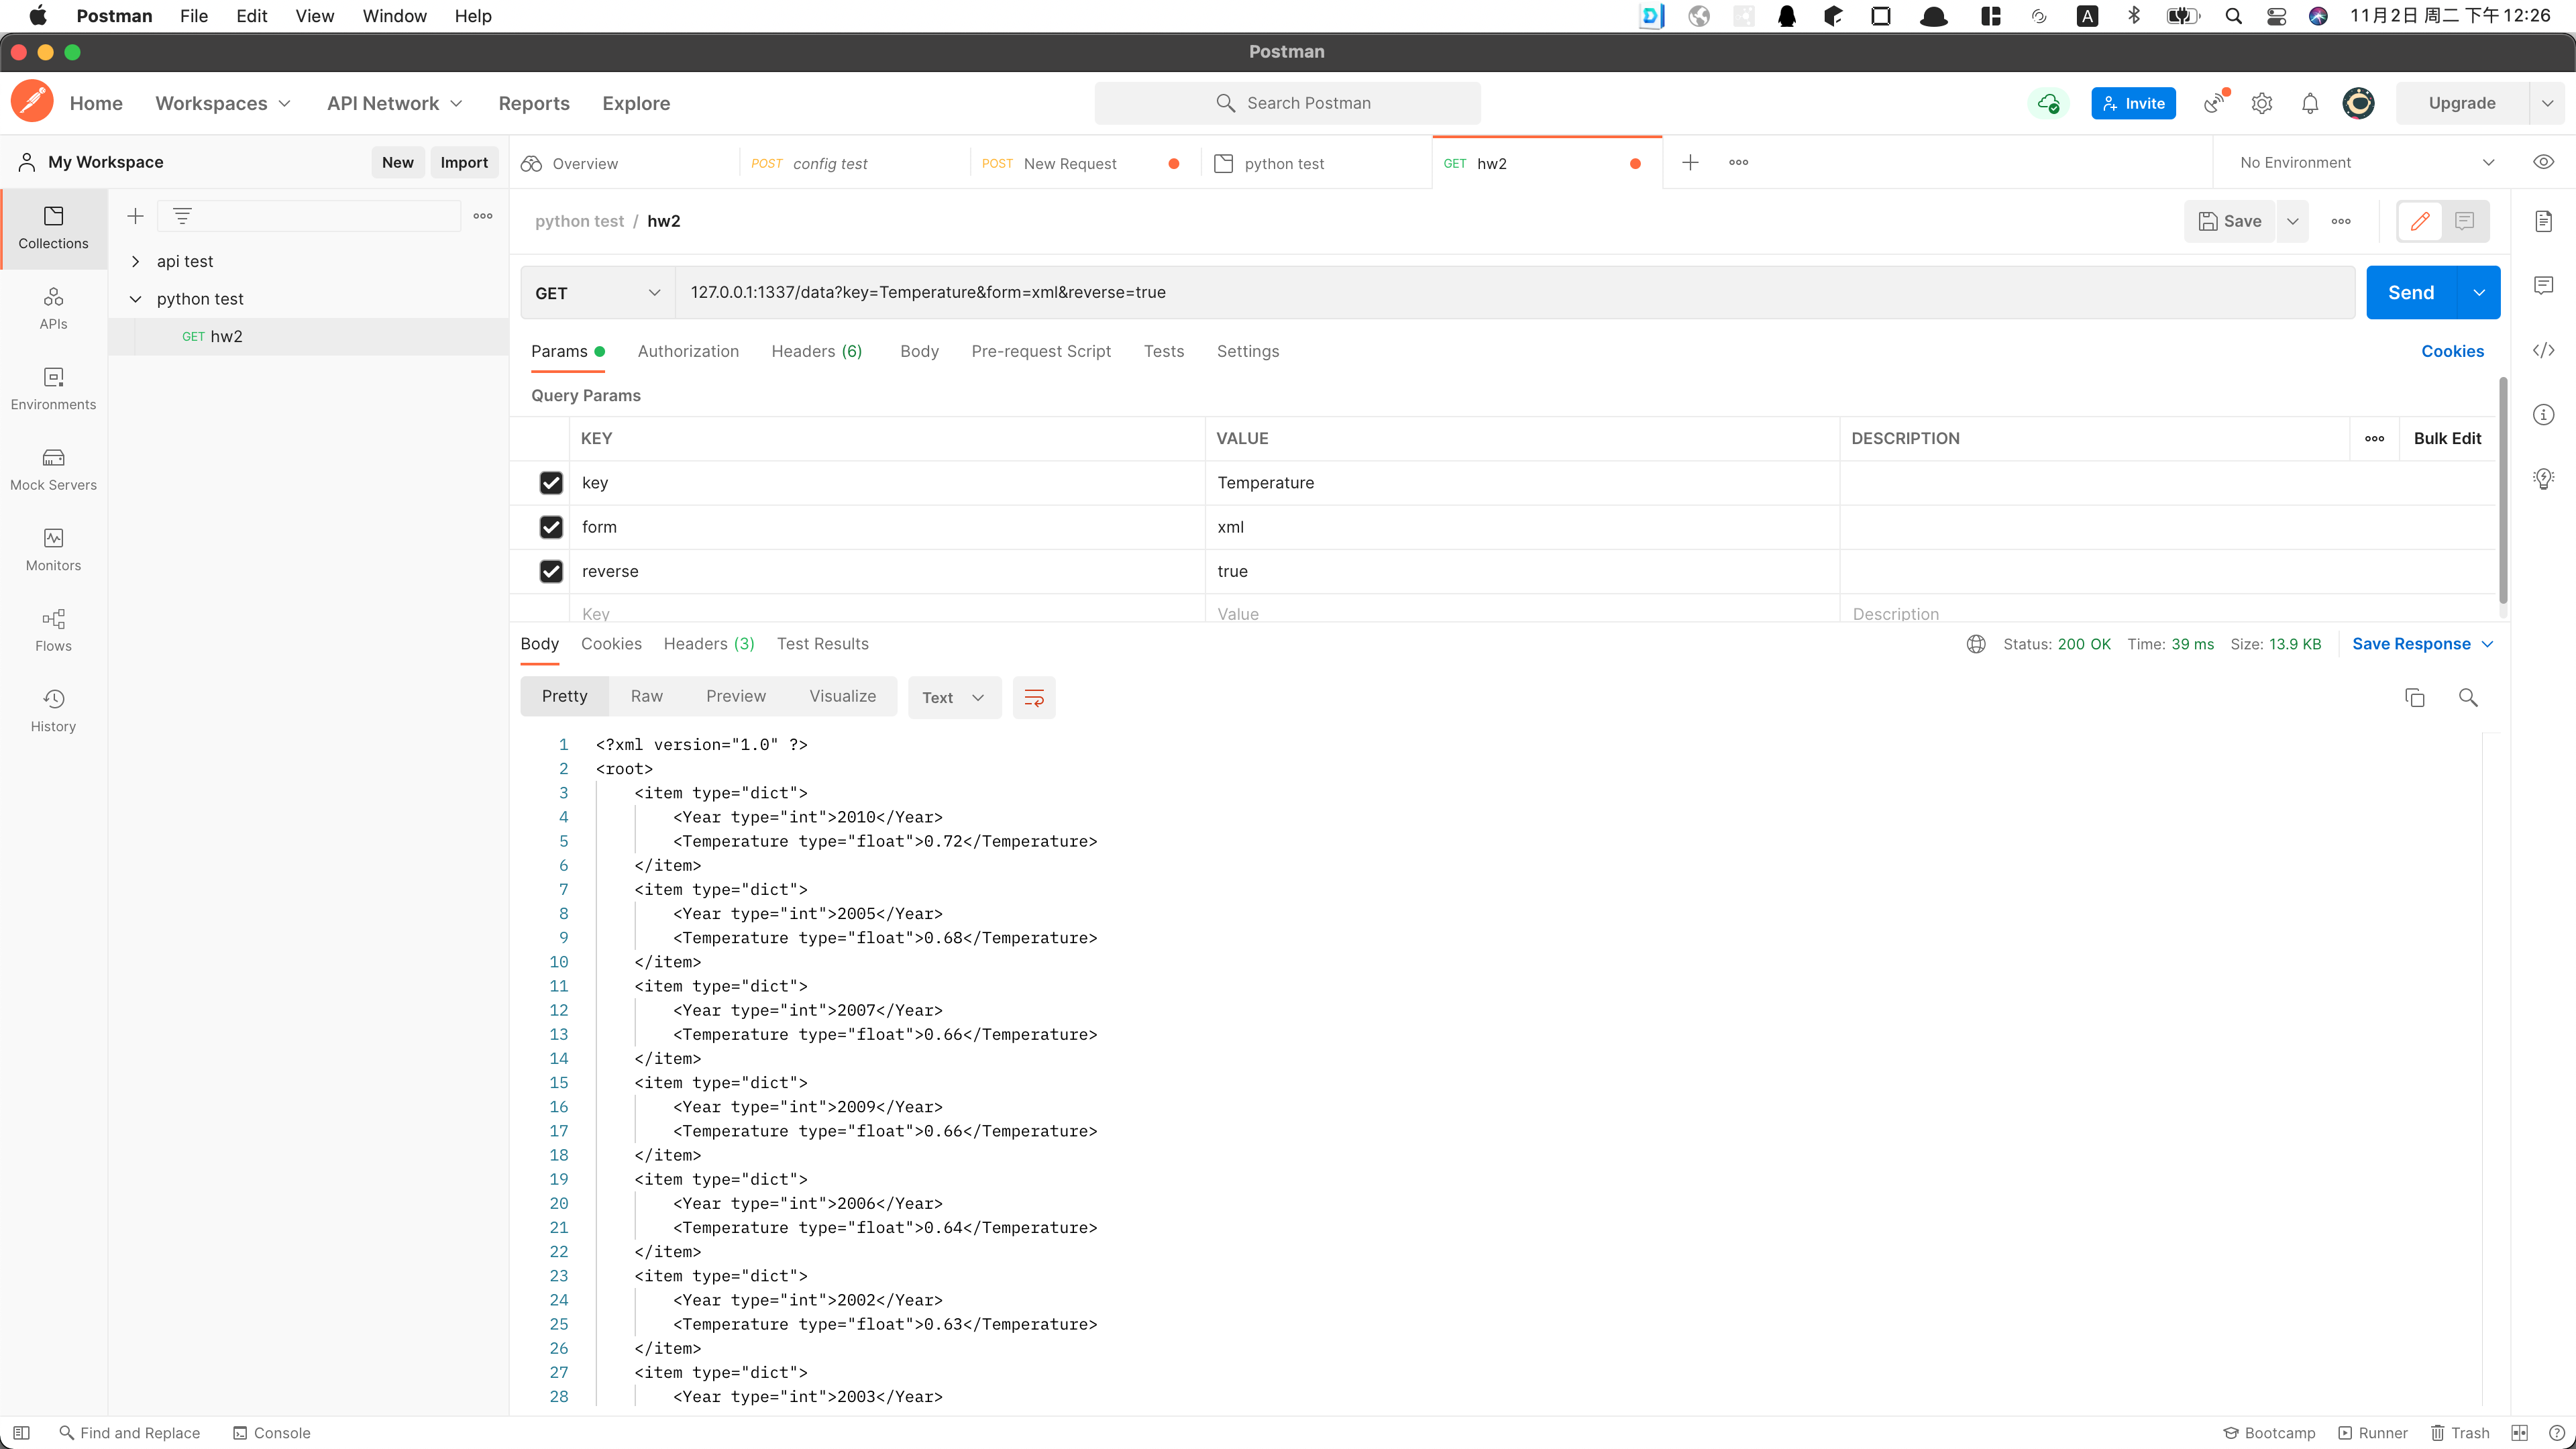 Postman File Edit View Window Help 11月2日 周二 下午12:26
Postman
Home Workspaces API Network Reports Explore Search Postman Invite Upgrade
My Workspace New Import Overview POST config test POST New Request python test GET hw2 No Environment
Collections
APIs
Environments
Mock Servers
Monitors
Flows
History
api test
python test
GET hw2
python test / hw2 Save
GET 127.0.0.1:1337/data?key=Temperature&form=xml&reverse=true Send
Params Authorization Headers (6) Body Pre-request Script Tests Settings Cookies
Query Params
KEY VALUE DESCRIPTION Bulk Edit
key Temperature
form xml
reverse true
Key Value Description
Body Cookies Headers (3) Test Results Status: 200 OK Time: 39 ms Size: 13.9 KB Save Response
Pretty Raw Preview Visualize Text
1 <?xml version="1.0" ?>
2 <root>
3 <item type="dict">
4 <Year type="int">2010</Year>
5 <Temperature type="float">0.72</Temperature>
6 </item>
7 <item type="dict">
8 <Year type="int">2005</Year>
9 <Temperature type="float">0.68</Temperature>
10 </item>
11 <item type="dict">
12 <Year type="int">2007</Year>
13 <Temperature type="float">0.66</Temperature>
14 </item>
15 <item type="dict">
16 <Year type="int">2009</Year>
17 <Temperature type="float">0.66</Temperature>
18 </item>
19 <item type="dict">
20 <Year type="int">2006</Year>
21 <Temperature type="float">0.64</Temperature>
22 </item>
23 <item type="dict">
24 <Year type="int">2002</Year>
25 <Temperature type="float">0.63</Temperature>
26 </item>
27 <item type="dict">
28 <Year type="int">2003</Year>
Find and Replace Console Bootcamp Runner Trash